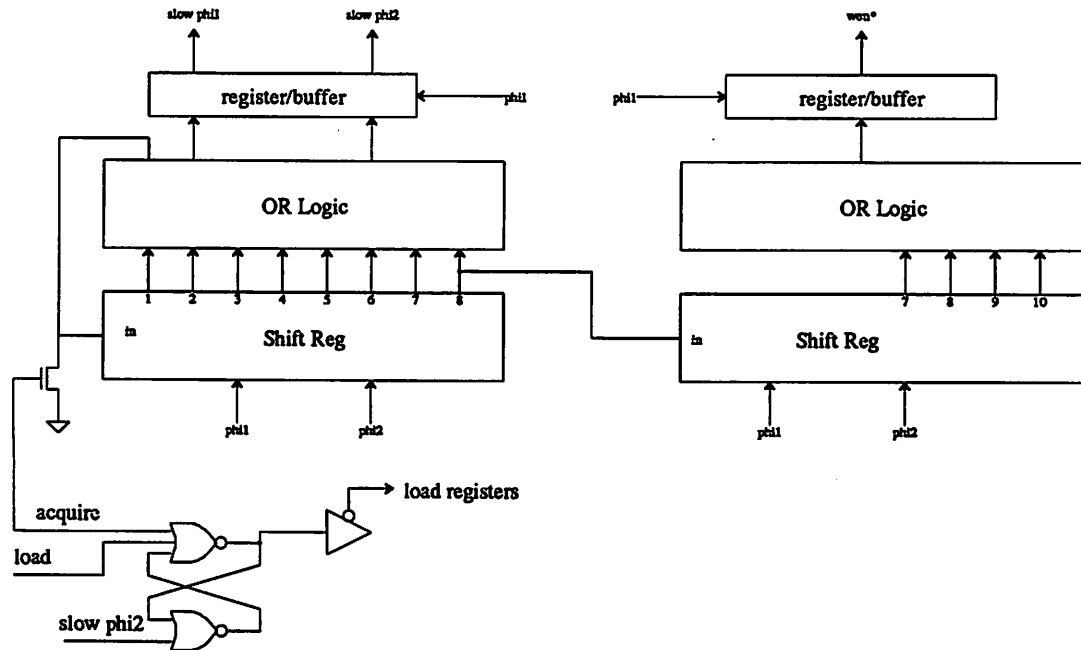 slow phi1 slow phi2 wen*
register/buffer phi1 phi1 register/buffer
OR Logic OR Logic
1 2 3 4 5 6 7 8 7 8 9 10
in Shift Reg in Shift Reg
phi1 phi2 phi1 phi2
load registers
acquire
load
slow phi2